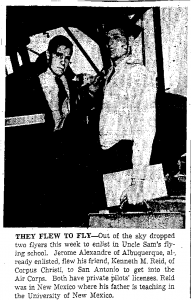 THEY FLEW TO FLY—Out of the sky dropped
two flyers this week to enlist in Uncle Sam's fly-
ing school. Jerome Alexandre of Albuquerque, al-
ready enlisted, flew his friend, Kenneth M. Reid, of
Corpus Christi, to San Antonio to get into the
Air Corps. Both have private pilots' licenses. Reid
was in New Mexico where his father is teaching in
the University of New Mexico.